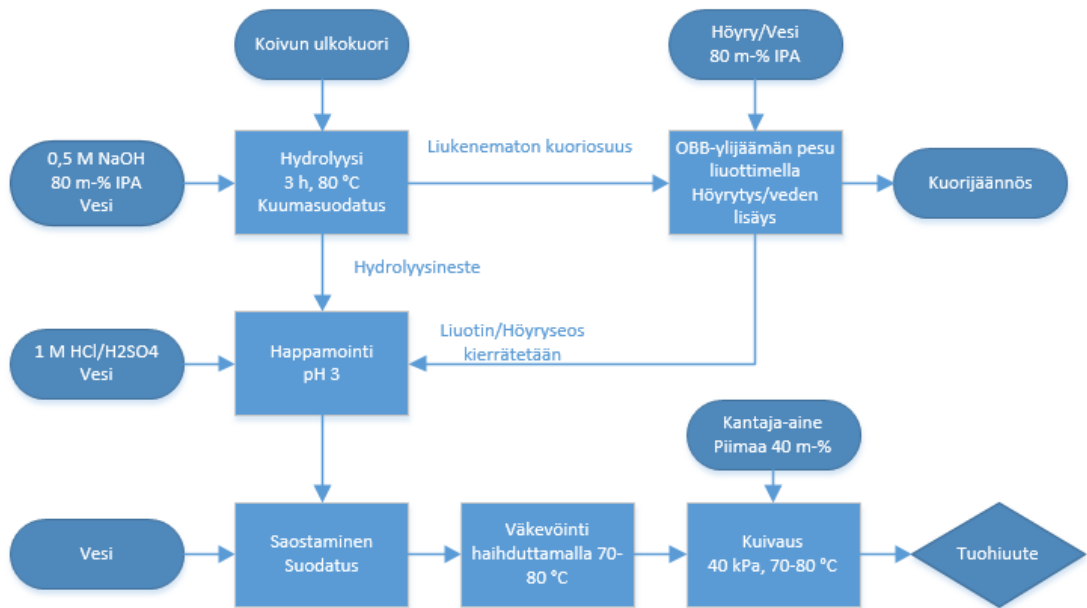 Koivun ulkokuori
Höyry/Vesi
80 m-% IPA
0,5 M NaOH
80 m-% IPA
Vesi
Hydrolyysi
3 h, 80 °C
Kuumasuodatus
Liukenematon kuoriosuus
OBB-ylijäämän pesu
liuottimella
Höyrytys/veden
lisäys
Kuorijäännös
Hydrolyysineste
1 M HCl/H2SO4
Vesi
Happamointi
pH 3
Liuotin/Höyryseos
kierrätetään
Kantaja-aine
Piimaa 40 m-%
Vesi
Saostaminen
Suodatus
Väkevöinti
haihduttamalla 70-
80 °C
Kuivaus
40 kPa, 70-80 °C
Tuohiuute